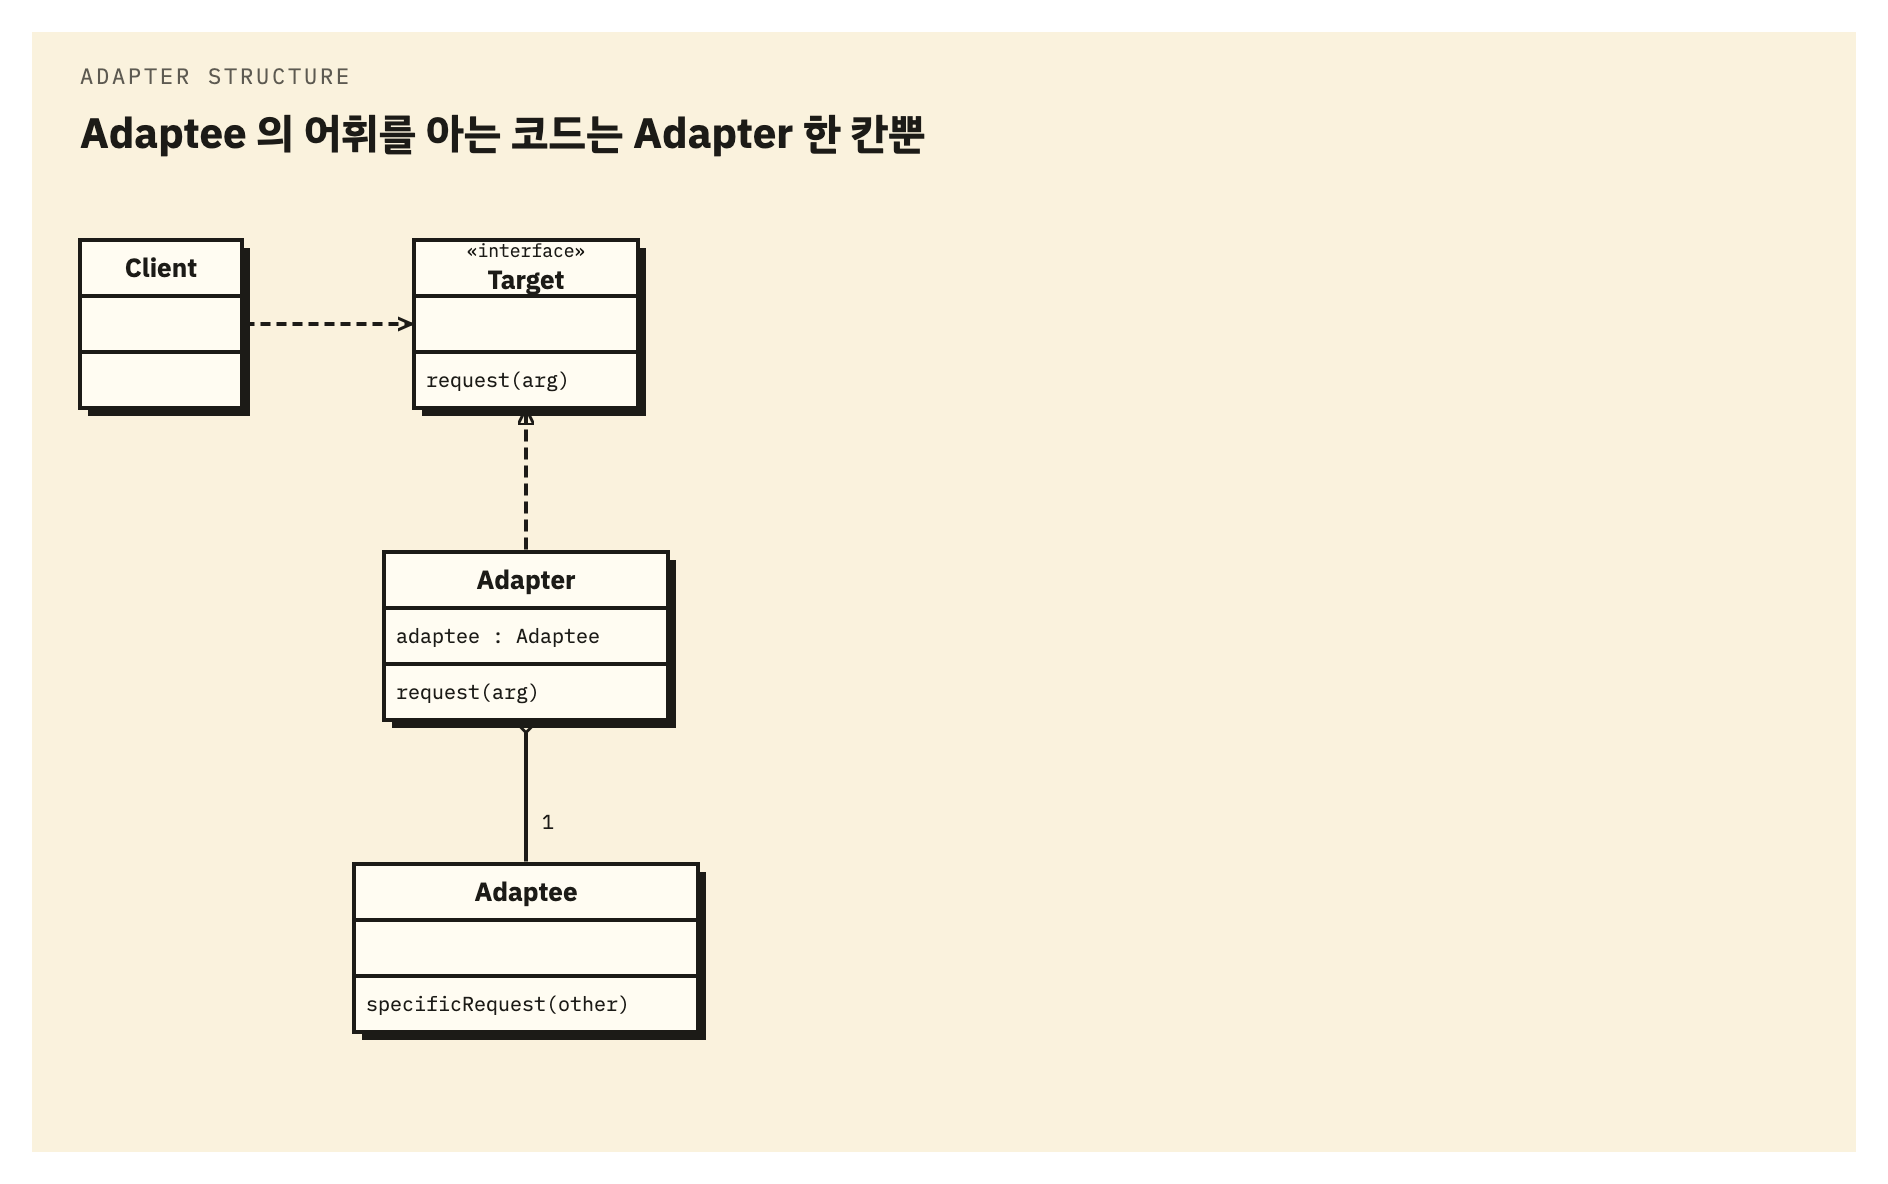 ADAPTER STRUCTURE
Adaptee 의 어휘를 아는 코드는 Adapter 한 칸뿐
Client
«interface»
Target
request(arg)
Adapter
adaptee : Adaptee
request(arg)
1
Adaptee
specificRequest(other)